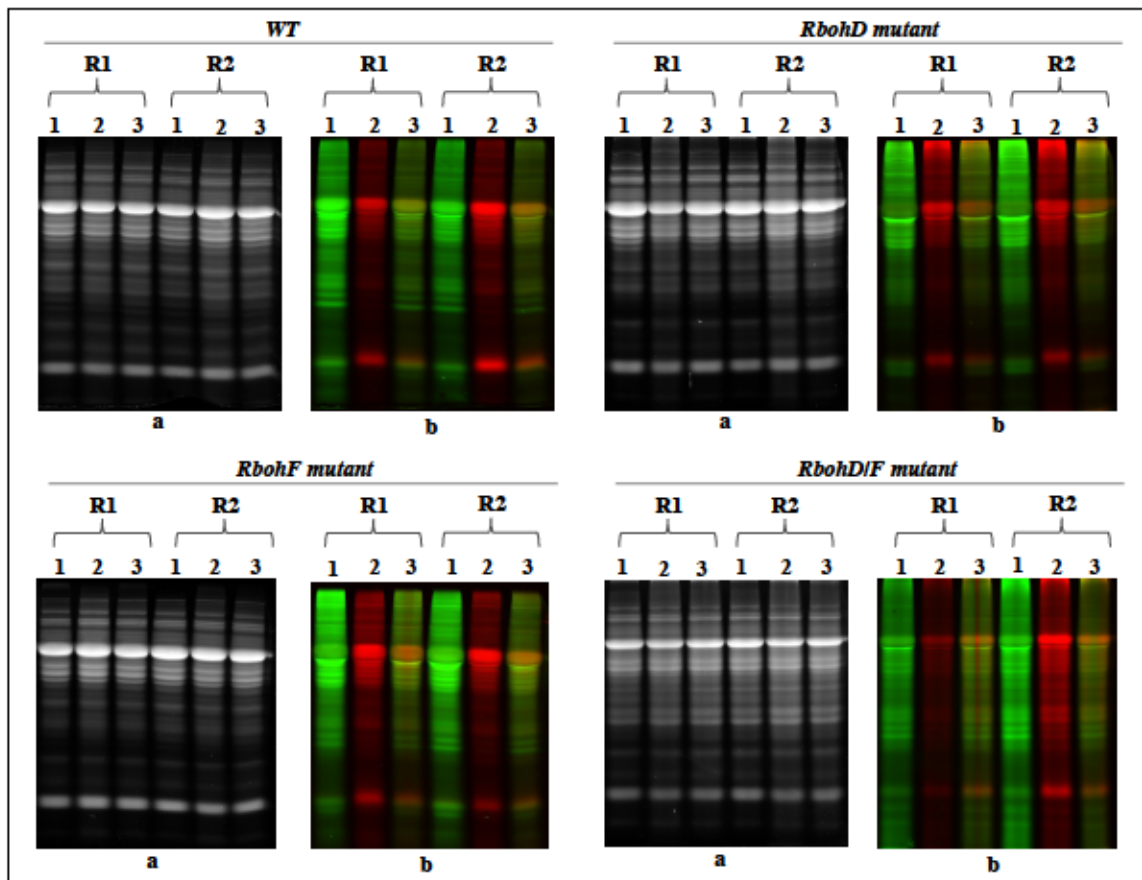 WT
RbohD mutant
R1 R2 R1 R2
R1 R2 R1 R2
1 2 3 1 2 3
1 2 3 1 2 3
1 2 3 1 2 3
1 2 3 1 2 3
a b
a b
RbohF mutant
RbohD/F mutant
R1 R2 R1 R2
R1 R2 R1 R2
1 2 3 1 2 3
1 2 3 1 2 3
1 2 3 1 2 3
1 2 3 1 2 3
a b
a b